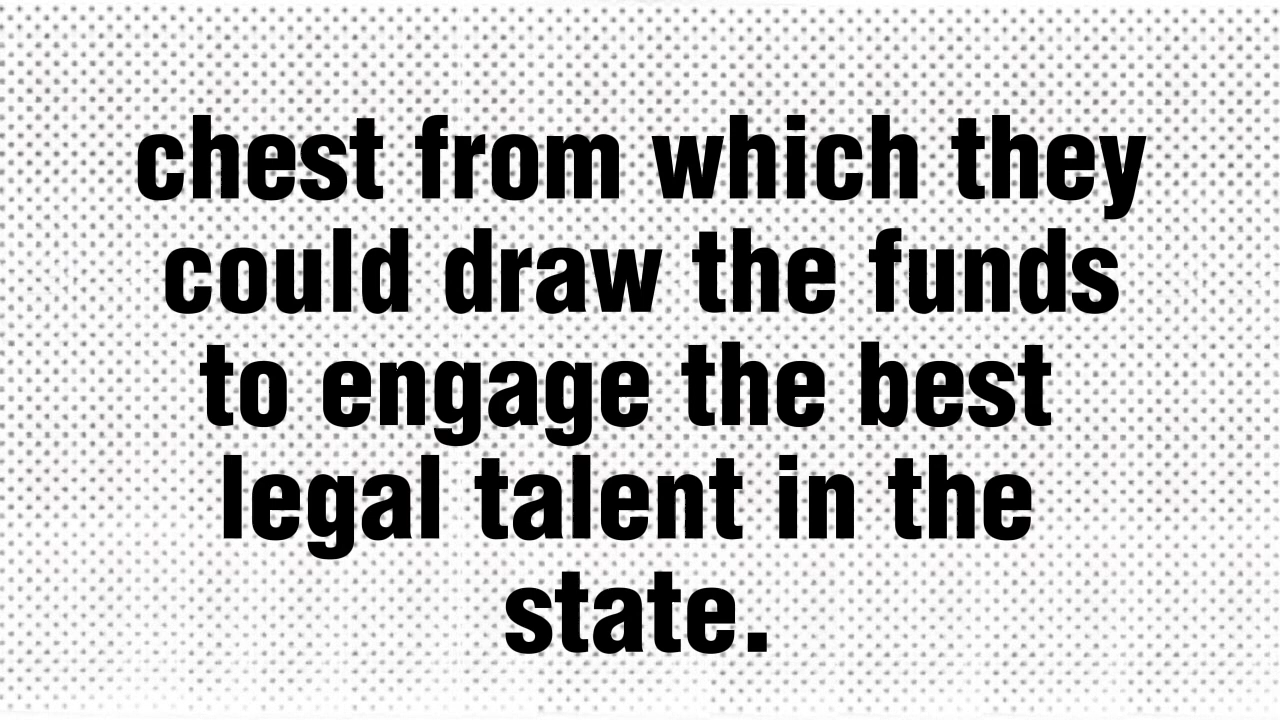 chest from which they
could draw the funds
to engage the best
legal talent in the
state.